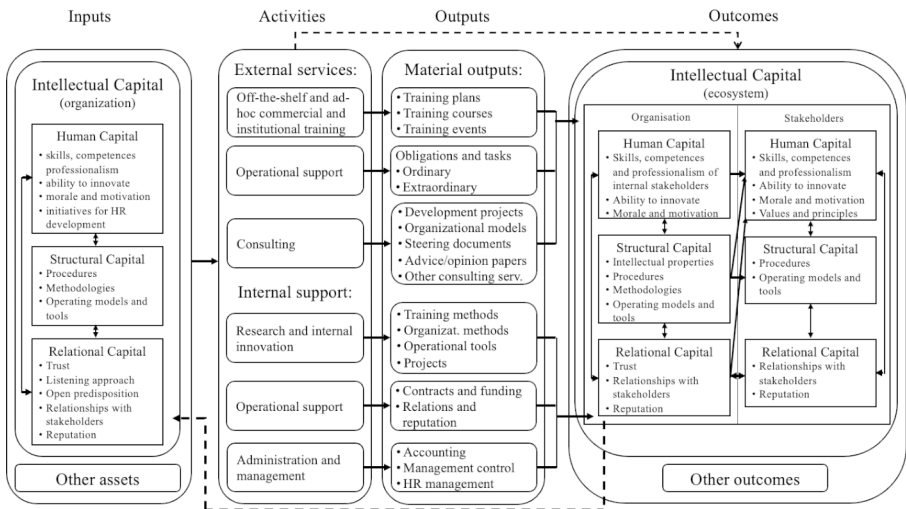 Inputs
Activities
Outputs
Outcomes
Intellectual Capital
(organization)
Human Capital
• skills, competences
professionalism
• ability to innovate
• morale and motivation
• initiatives for HR
development
Structural Capital
• Procedures
• Methodologies
• Operating models and
tools
Relational Capital
• Trust
• Listening approach
• Open predisposition
• Relationships with
stakeholders
• Reputation
Other assets
External services:
Off-the-shelf and ad-
hoc commercial and
institutional training
Operational support
Consulting
Internal support:
Research and internal
innovation
Operational support
Administration and
management
Material outputs:
• Training plans
• Training courses
• Training events
Obligations and tasks
• Ordinary
• Extraordinary
• Development projects
• Organizational models
• Steering documents
• Advice/opinion papers
• Other consulting serv.
• Training methods
• Organizat. methods
• Operational tools
• Projects
• Contracts and funding
• Relations and
reputation
• Accounting
• Management control
• HR management
Intellectual Capital
(ecosystem)
Organisation
Human Capital
• Skills, competences
and professionalism of
internal stakeholders
• Ability to innovate
• Morale and motivation
Structural Capital
• Intellectual properties
• Procedures
• Methodologies
• Operating models and
tools
Relational Capital
• Trust
• Relationships with
stakeholders
• Reputation
Stakeholders
Human Capital
• Skills, competences
and professionalism
• Ability to innovate
• Morale and motivation
• Values and principles
Structural Capital
• Procedures
• Operating models and
tools
Relational Capital
• Relationships with
stakeholders
• Reputation
Other outcomes